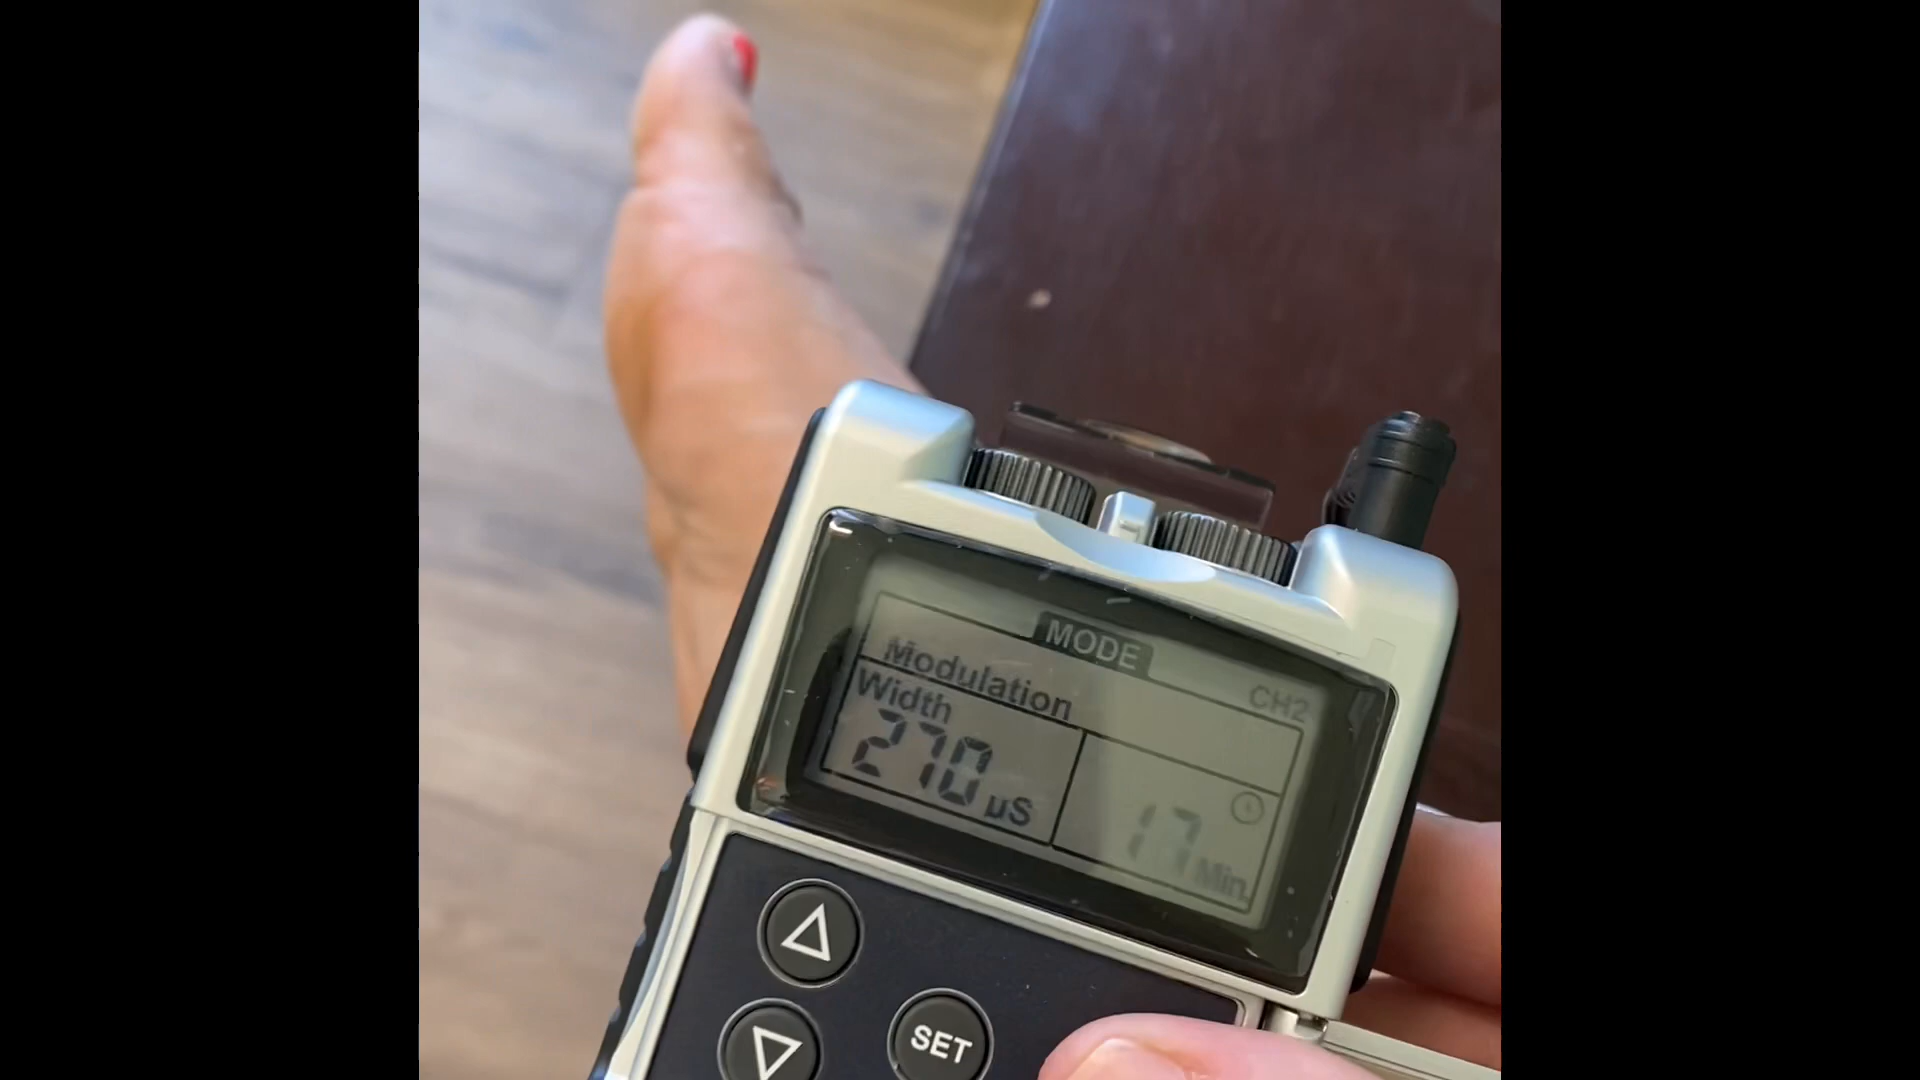 MODE
Modulation
CH2
Width
270 µS
17 Min.
SET